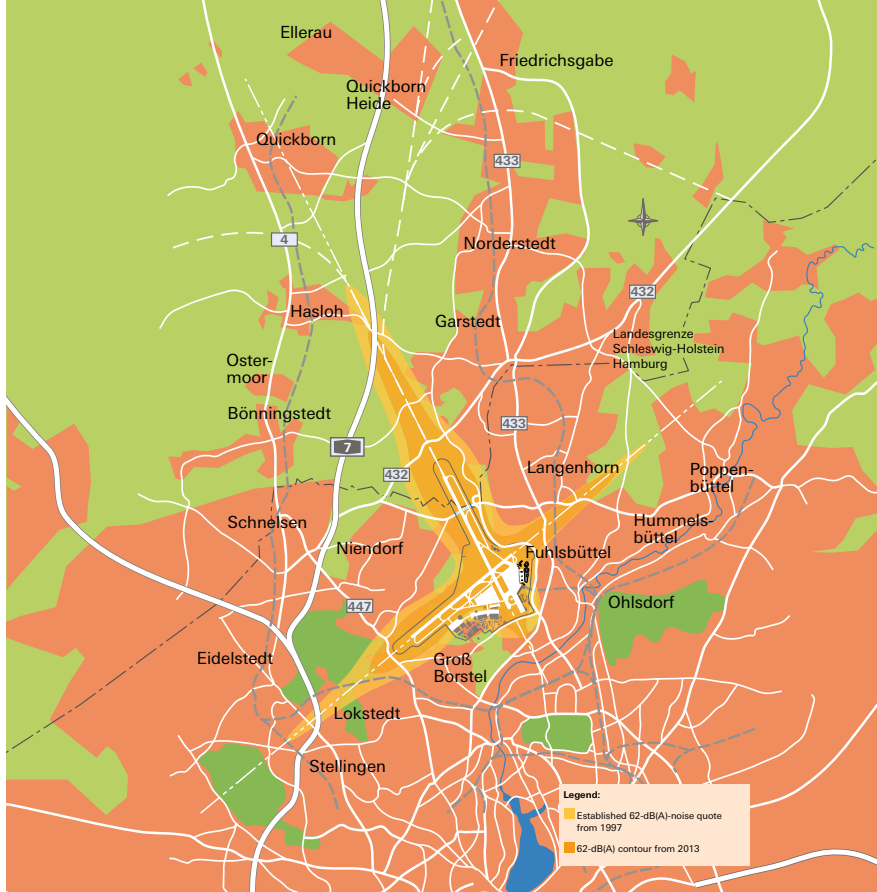 Ellerau
Friedrichsgabe
Quickborn
Heide
Quickborn
433
4
Norderstedt
432
Hasloh
Garstedt
Landesgrenze
Schleswig-Holstein
Hamburg
Oster-
moor
Bönningstedt
433
7
432
Langenhorn
Poppen-
büttel
Schnelsen
Hummels-
büttel
Niendorf
Fuhlsbüttel
447
Ohlsdorf
Eidelstedt
Groß
Borstel
Lokstedt
Stellingen
Legend:
Established 62-dB(A)-noise quote
from 1997
62-dB(A) contour from 2013